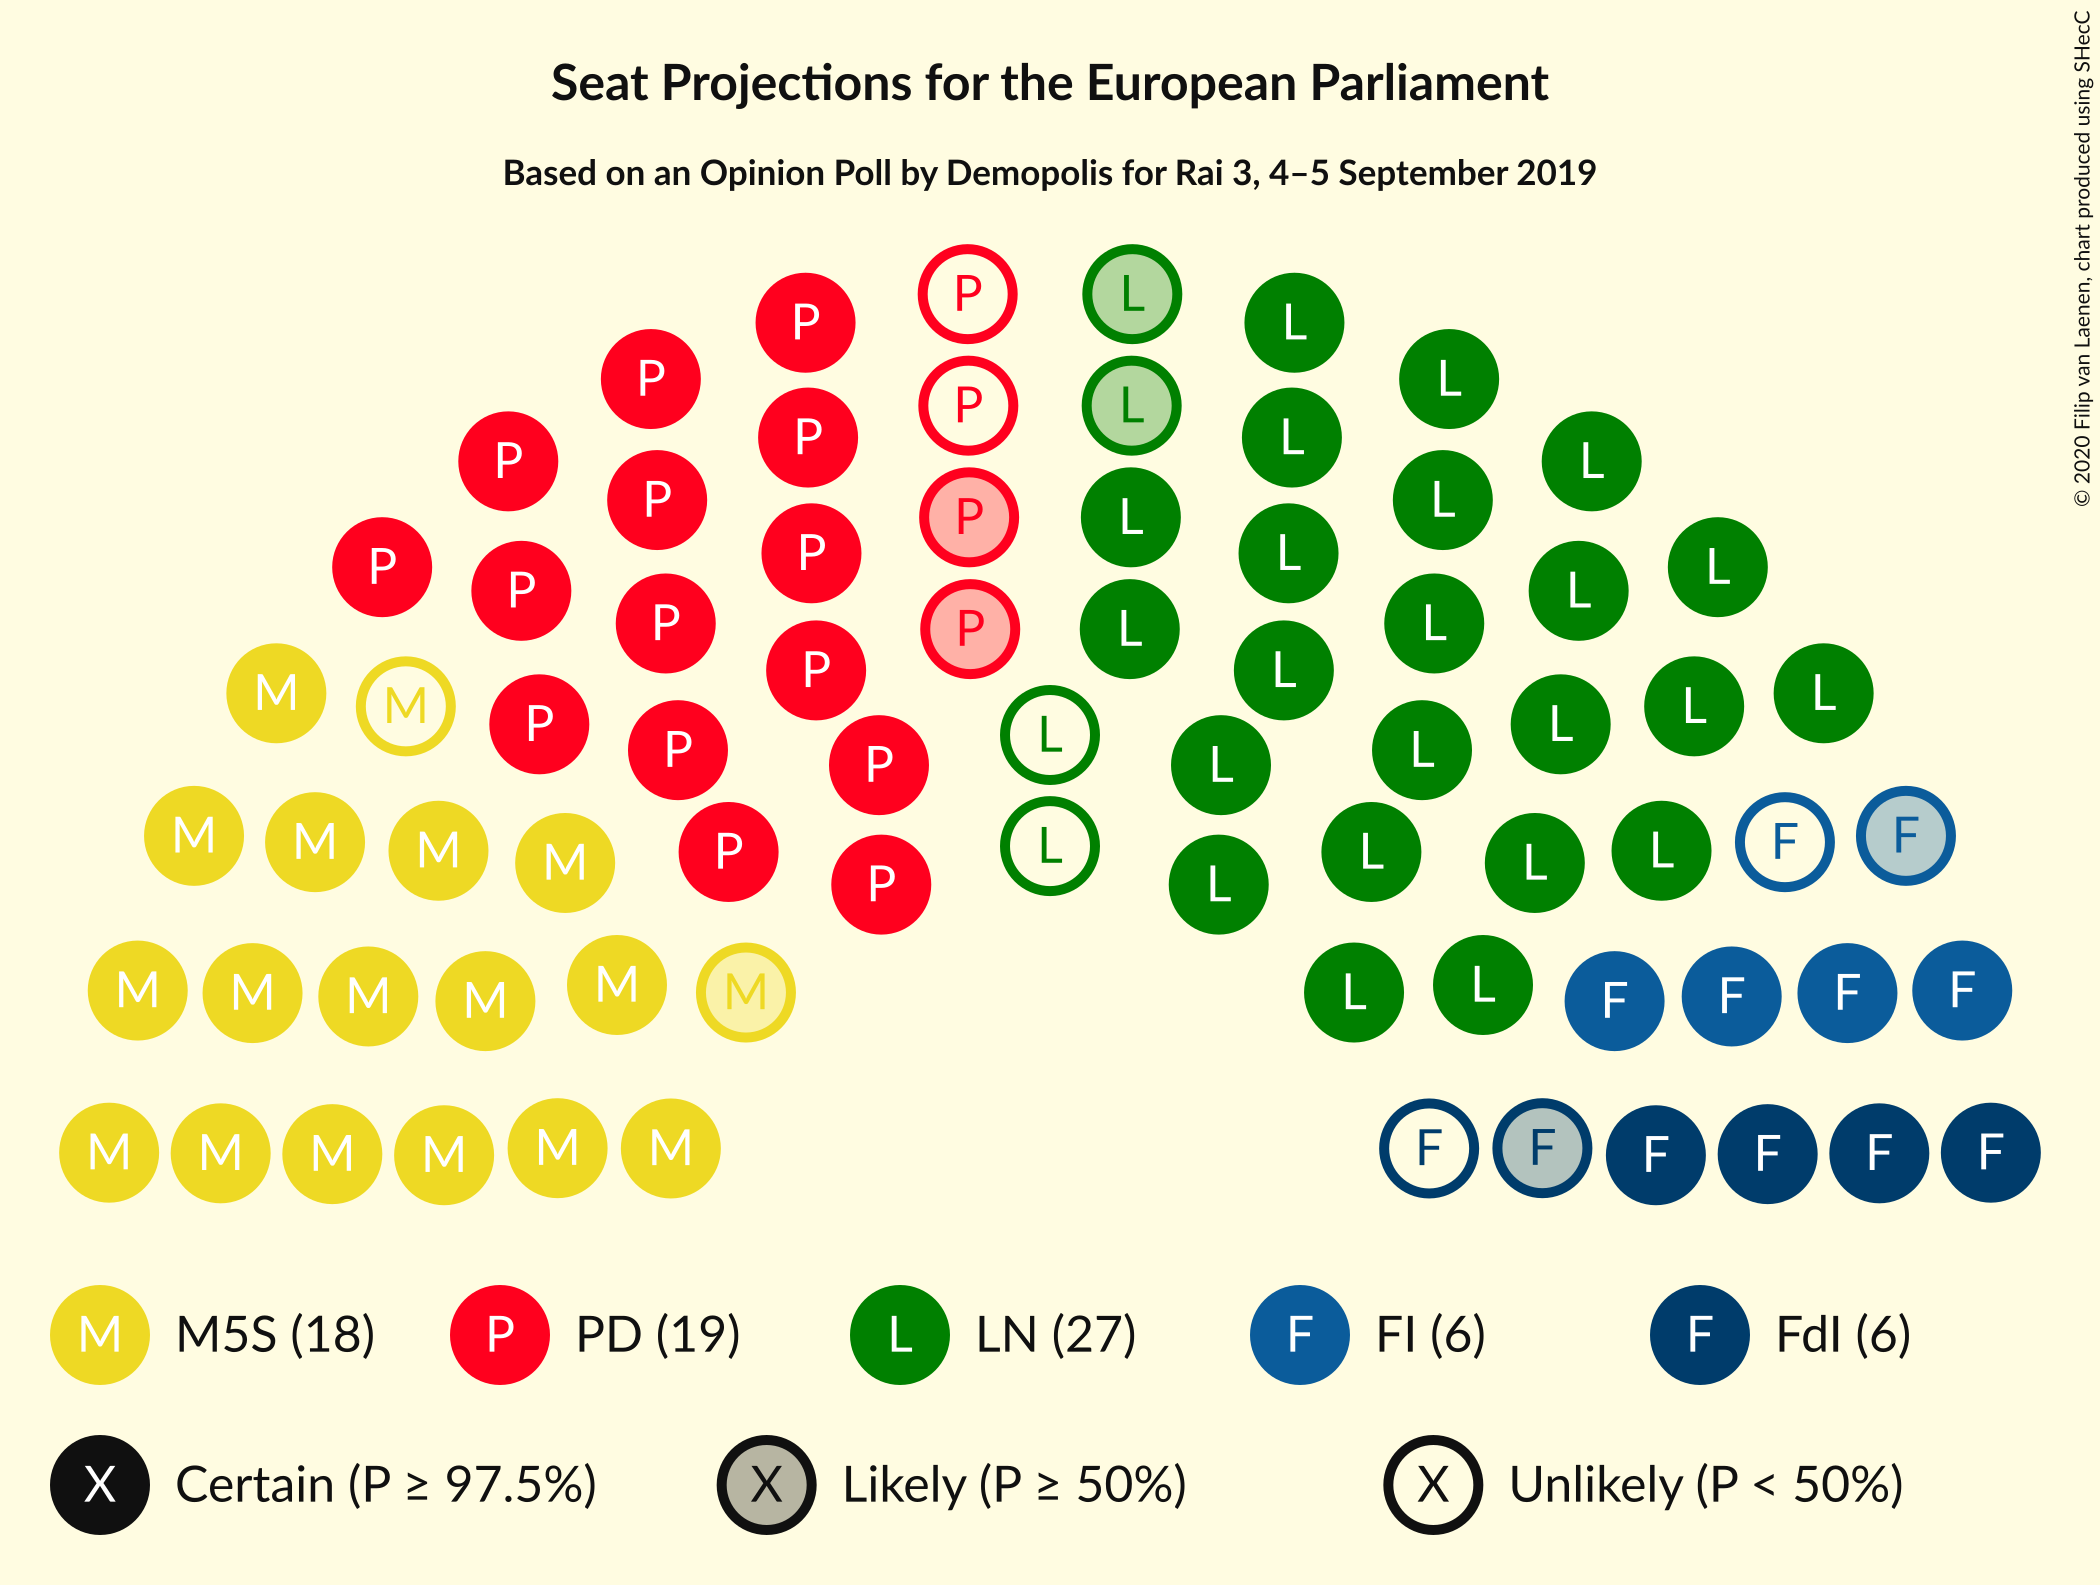 Seat Projections for the European Parliament
Based on an Opinion Poll by Demopolis for Rai 3, 4–5 September 2019
© 2020 Filip van Laenen, chart produced using SHecC
P P L L
P P L L
P P L L
P L
P P L L
P P L L
P P L L
P P L L
P L
M M P P P P L L L L L L
L
P P L L
M M M M P L L L F F
L
P L
M M M M M M L L F F F F
M M M M M M F F F F F F
M M5S (18) P PD (19) L LN (27) F FI (6) F FdI (6)
X Certain (P ≥ 97.5%) X Likely (P ≥ 50%) X Unlikely (P < 50%)